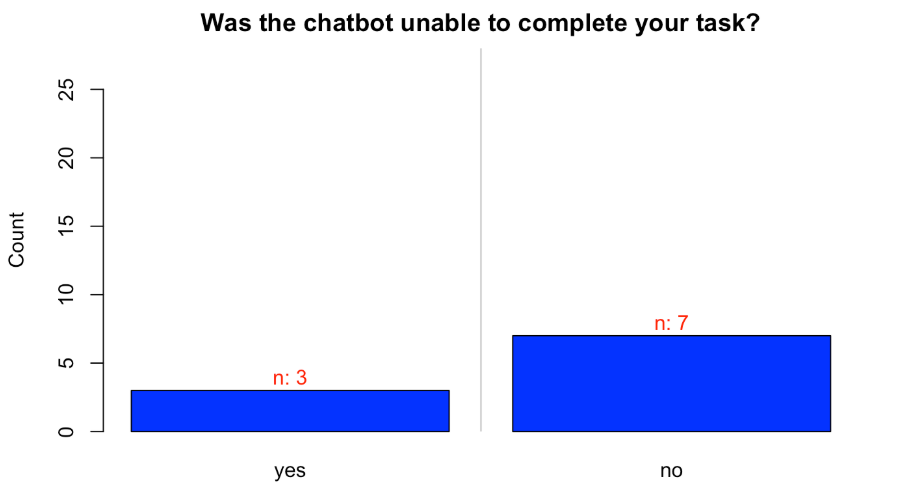 Was the chatbot unable to complete your task?
25
20
15
10
5
0
Count
n: 3
n: 7
yes
no